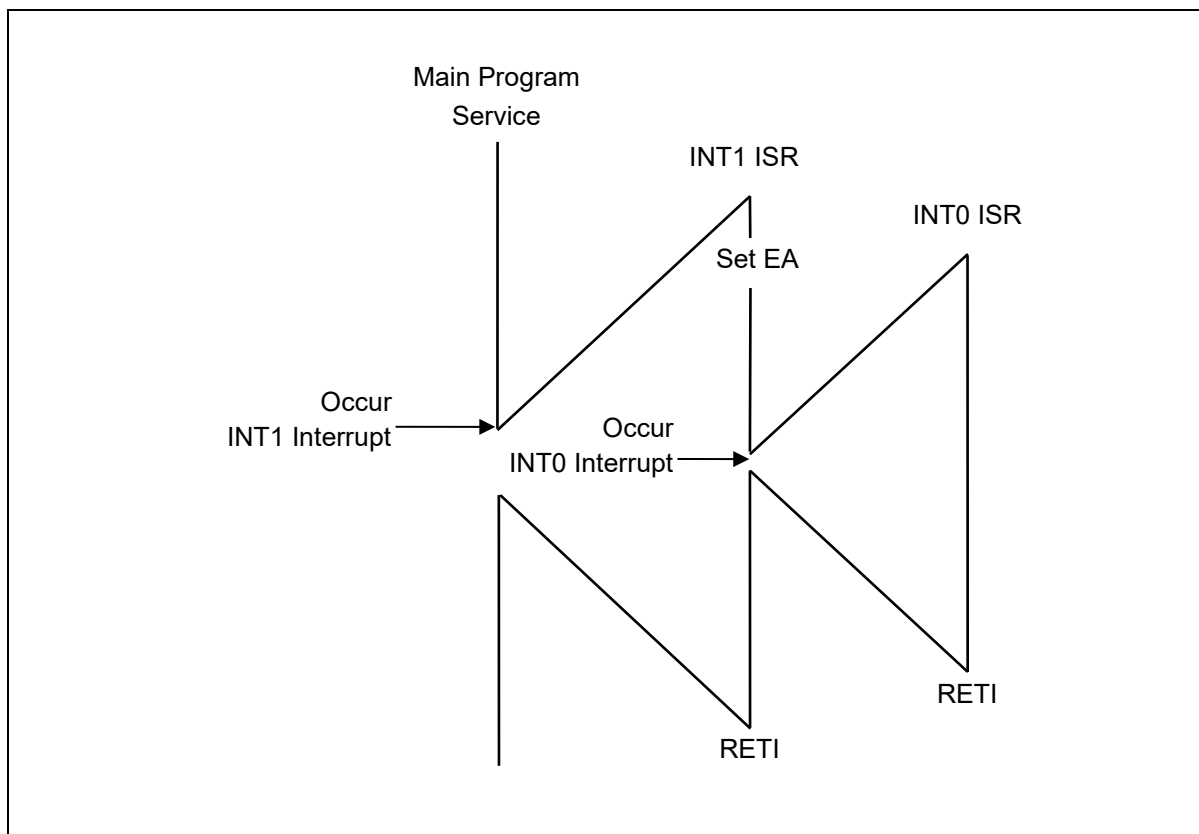 Main Program
Service
INT1 ISR
INT0 ISR
Set EA
Occur
INT1 Interrupt
Occur
INT0 Interrupt
RETI
RETI